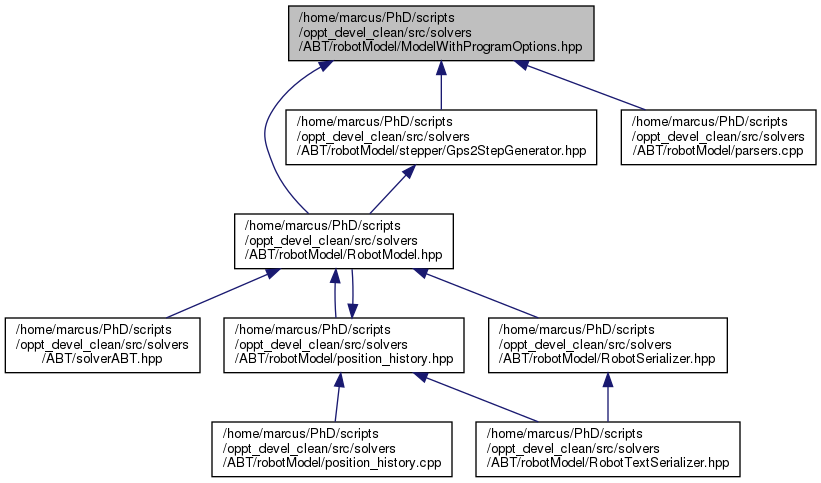 /home/marcus/PhD/scripts
/oppt_devel_clean/src/solvers
/ABT/robotModel/ModelWithProgramOptions.hpp
/home/marcus/PhD/scripts
/oppt_devel_clean/src/solvers
/ABT/robotModel/stepper/Gps2StepGenerator.hpp
/home/marcus/PhD/scripts
/oppt_devel_clean/src/solvers
/ABT/robotModel/parsers.cpp
/home/marcus/PhD/scripts
/oppt_devel_clean/src/solvers
/ABT/robotModel/RobotModel.hpp
/home/marcus/PhD/scripts
/oppt_devel_clean/src/solvers
/ABT/solverABT.hpp
/home/marcus/PhD/scripts
/oppt_devel_clean/src/solvers
/ABT/robotModel/position_history.hpp
/home/marcus/PhD/scripts
/oppt_devel_clean/src/solvers
/ABT/robotModel/RobotSerializer.hpp
/home/marcus/PhD/scripts
/oppt_devel_clean/src/solvers
/ABT/robotModel/position_history.cpp
/home/marcus/PhD/scripts
/oppt_devel_clean/src/solvers
/ABT/robotModel/RobotTextSerializer.hpp